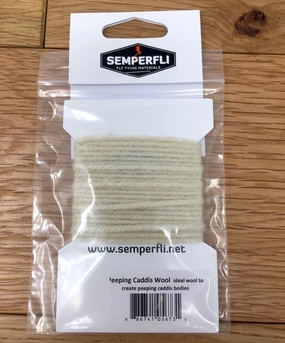 SEMPERFLI
FLY TYING MATERIALS
www.semperfli.net
Peeping Caddis Wool ideal wool to
create peeping caddis bodies